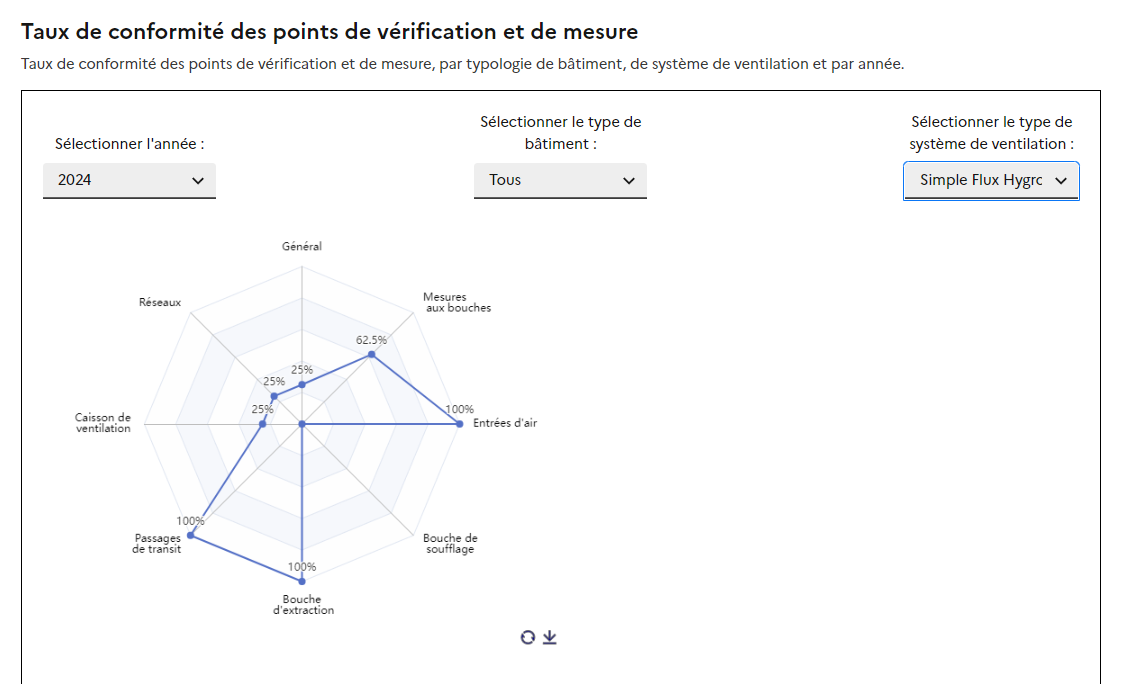 Taux de conformité des points de vérification et de mesure
Taux de conformité des points de vérification et de mesure, par typologie de bâtiment, de système de ventilation et par année.
Sélectionner l'année :
2024
Sélectionner le type de
bâtiment :
Tous
Sélectionner le type de
système de ventilation :
Simple Flux Hygrc
Général
Mesures
aux bouches
Réseaux
62.5%
25%
25%
25%
100%
Caisson de
ventilation
Entrées d'air
100%
Passages
de transit
Bouche de
soufflage
100%
Bouche
d'extraction